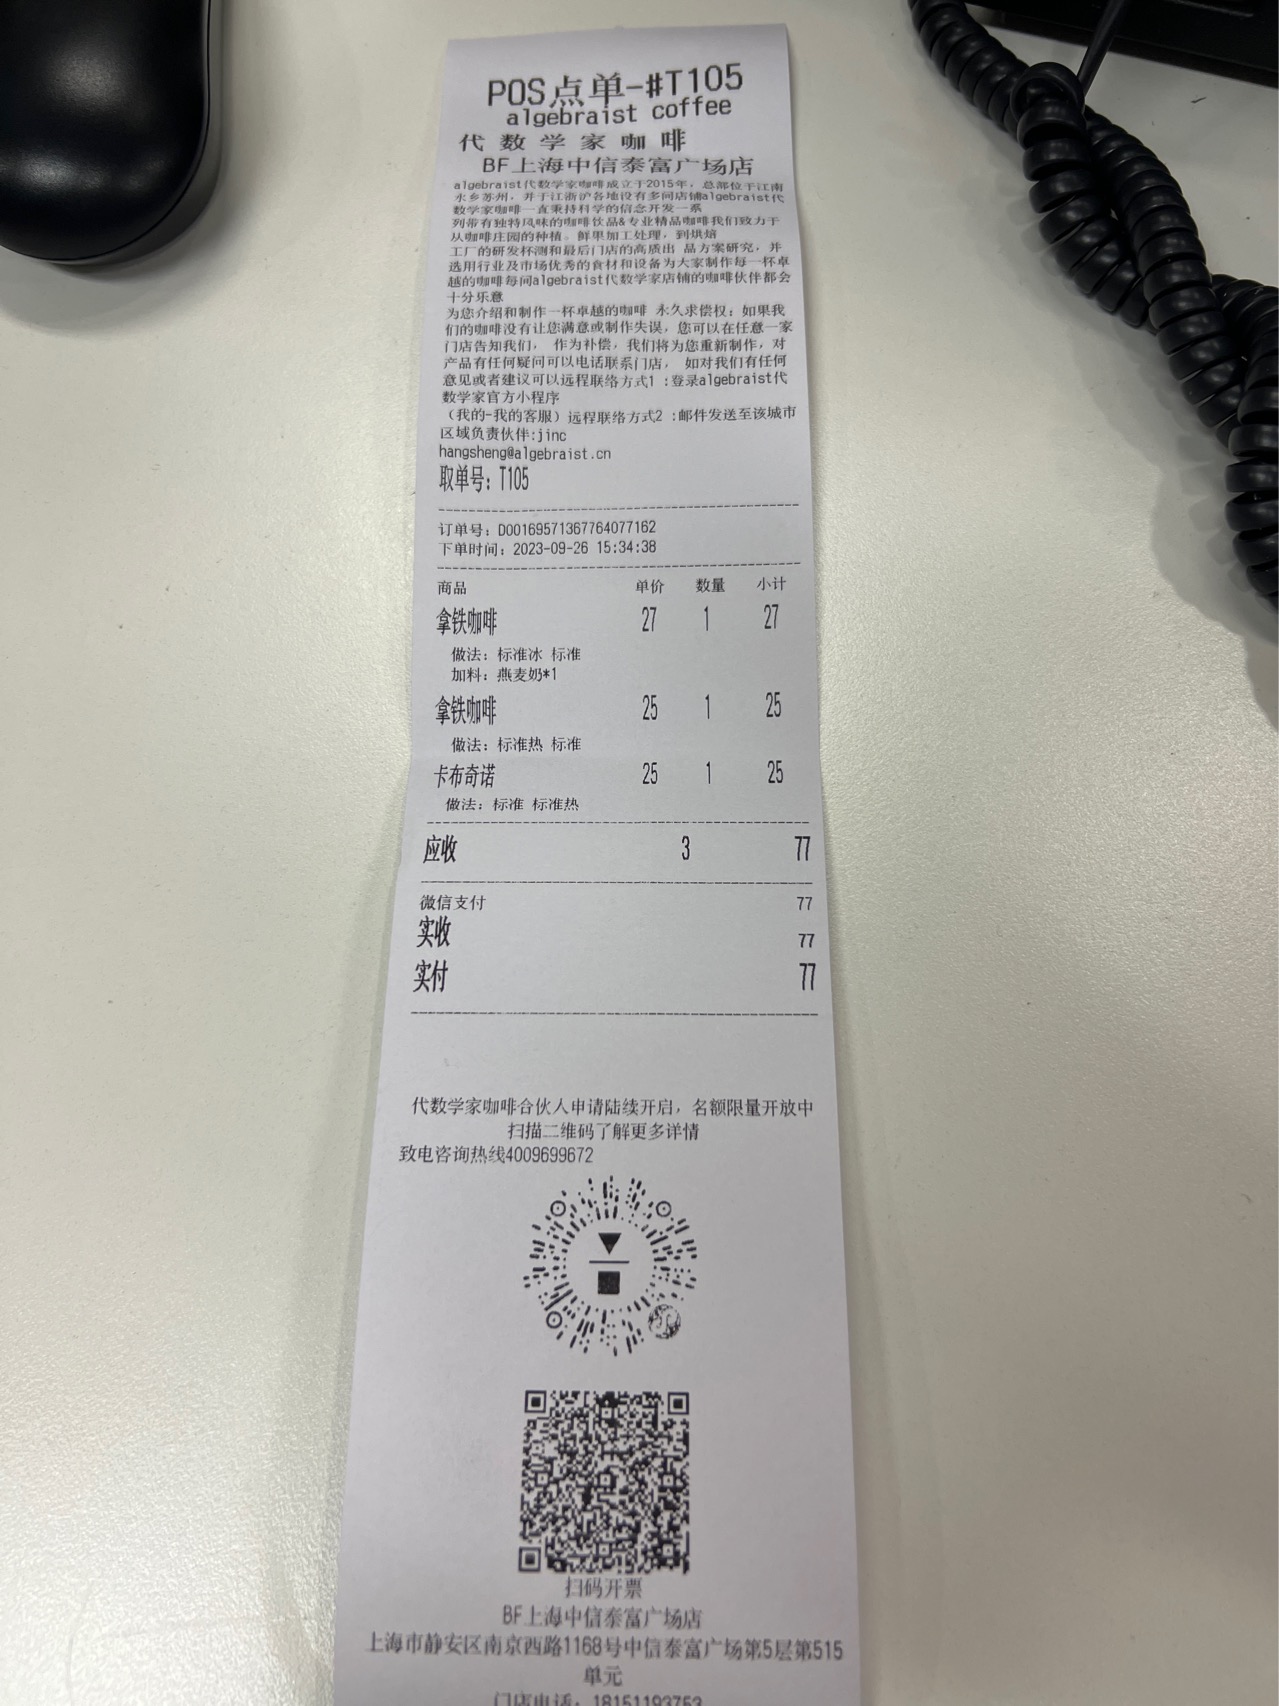 POS点单-#T105
algebraist coffee
代数学家咖啡
BF上海中信泰富广场店
algebraist代数学家咖啡成立于2015年，总部位于江南
水乡苏州，并于江浙沪各地设有多间店铺algebraist代
数学家咖啡一直秉持科学的信念开发一系
列带有独特风味的咖啡饮品&专业精品咖啡我们致力于
从咖啡庄园的种植。鲜果加工处理，到烘焙
工厂的研发杯测和最后门店的高质出 品方案研究，并
选用行业及市场优秀的食材和设备为大家制作每一杯卓
越的咖啡每间algebraist代数学家店铺的咖啡伙伴都会
十分乐意
为您介绍和制作一杯卓越的咖啡 永久求偿权：如果我
们的咖啡没有让您满意或制作失误，您可以在任意一家
门店告知我们， 作为补偿，我们将为您重新制作，对
产品有任何疑问可以电话联系门店， 如对我们有任何
意见或者建议可以远程联络方式1 :登录algebraist代
数学家官方小程序
（我的-我的客服）远程联络方式2 :邮件发送至该城市
区域负责伙伴:jinc
hangsheng@algebraist.cn
取单号：T105
订单号：D00169571367764077162
下单时间：2023-09-26 15:34:38
商品 单价 数量 小计
拿铁咖啡 27 1 27
做法：标准冰 标准
加料：燕麦奶*1
拿铁咖啡 25 1 25
做法：标准热 标准
卡布奇诺 25 1 25
做法：标准 标准热
应收 3 77
微信支付 77
实收 77
实付 77
代数学家咖啡合伙人申请陆续开启，名额限量开放中
扫描二维码了解更多详情
致电咨询热线4009699672
扫码开票
BF上海中信泰富广场店
上海市静安区南京西路1168号中信泰富广场第5层第515
单元
门店电话：18151193753